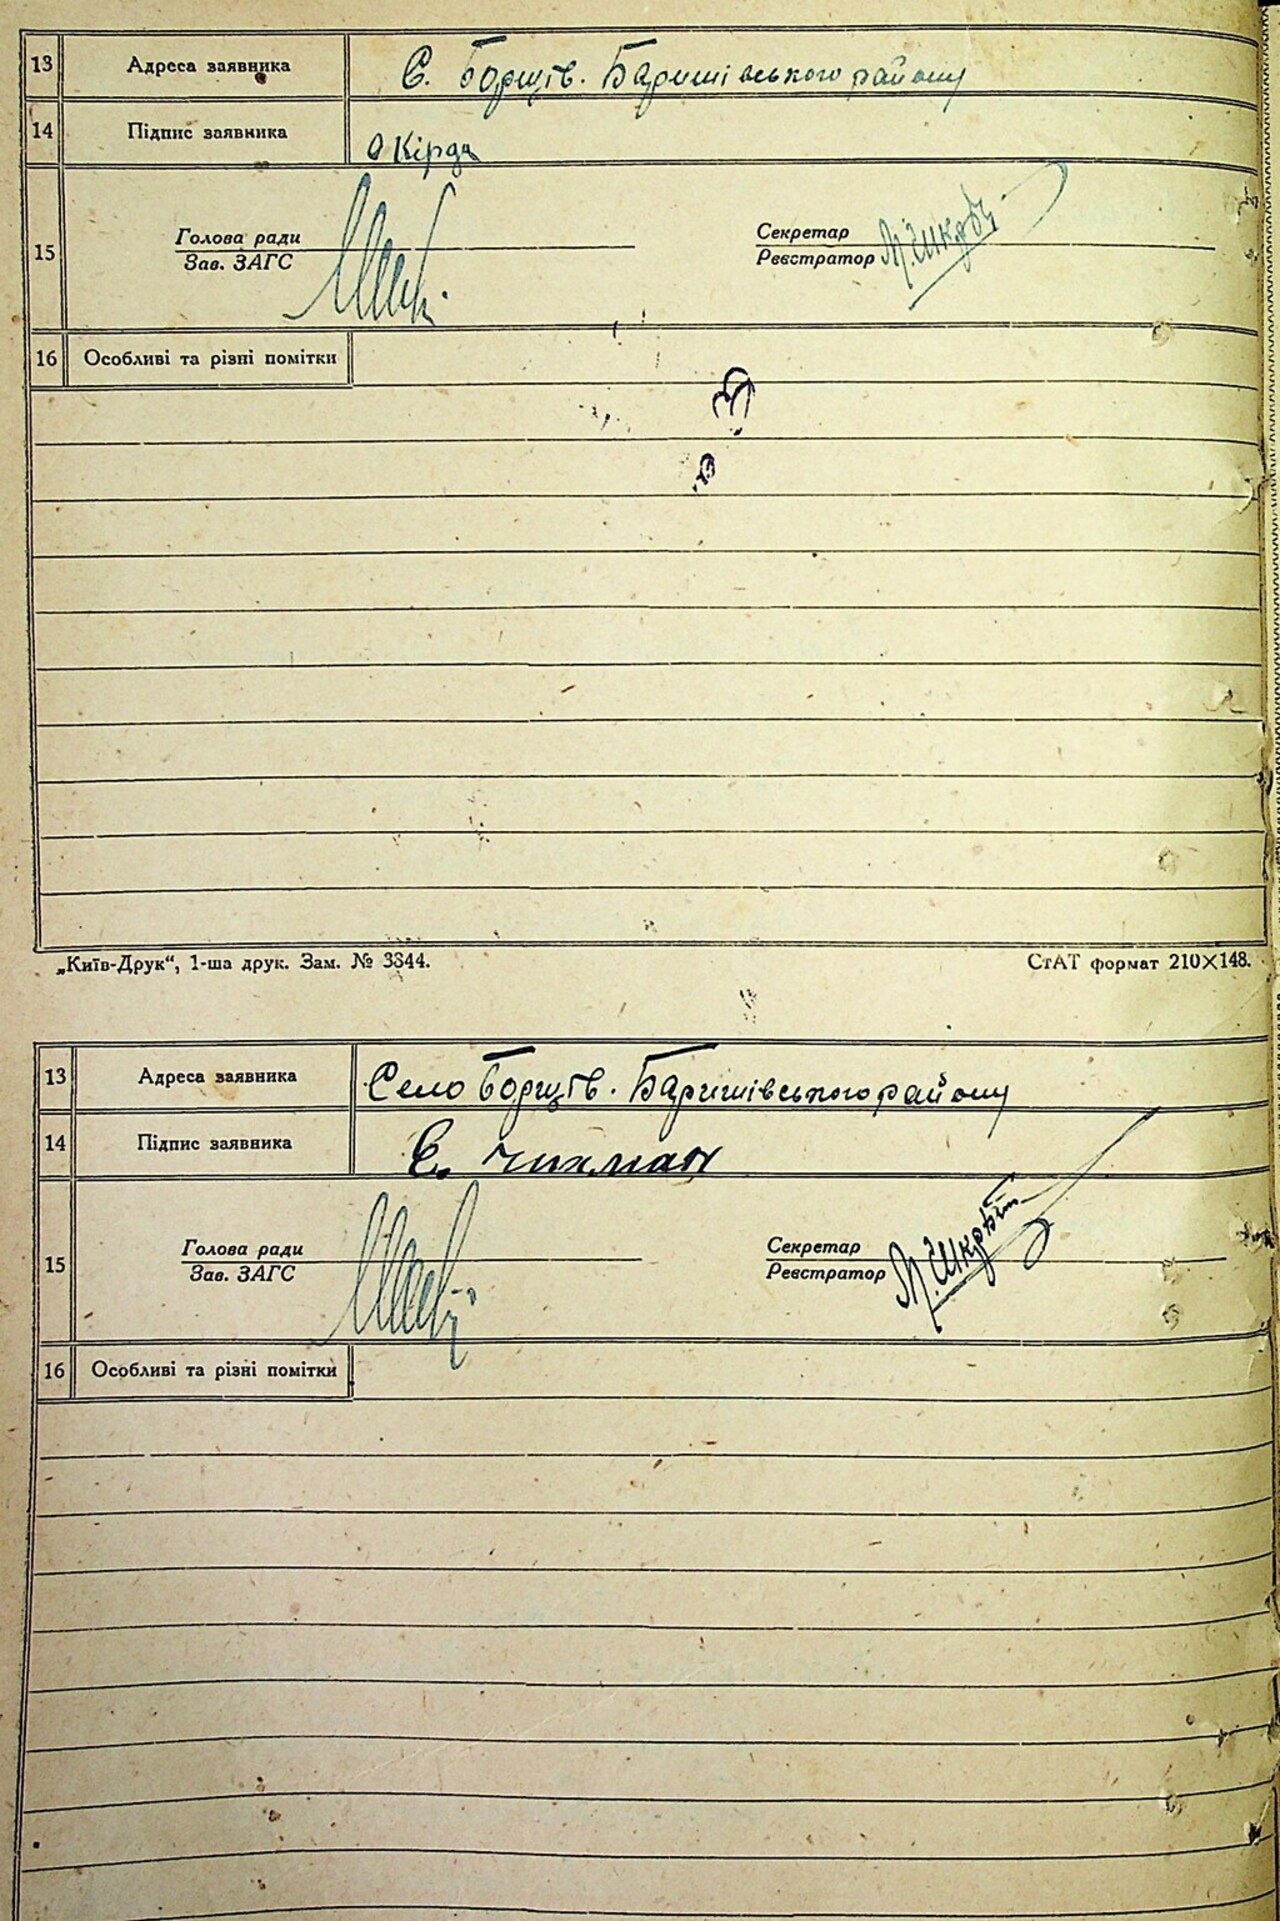 13 Адреса заявника С. Борщів. Баришівського району
14 Підпис заявника О Кірда
15 Голова ради Секретар
Зав. ЗАГС Реєстратор
16 Особливі та різні помітки
„Київ-Друк“, 1-ша друк. Зам. № 3344. СтАТ формат 210×148.
13 Адреса заявника Село Борщів. Баришівського району
14 Підпис заявника Є. Чихман
15 Голова ради Секретар
Зав. ЗАГС Реєстратор
16 Особливі та різні помітки